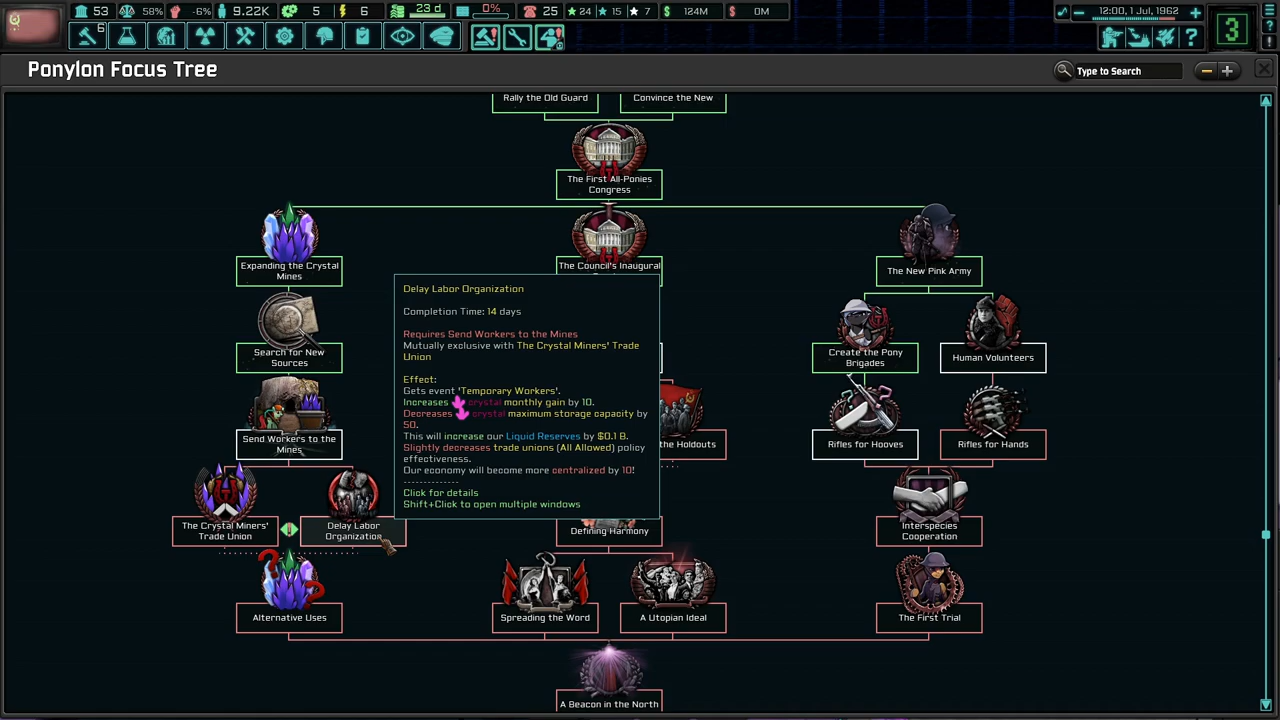 53
58%
-6%
9.22K
5
6
23 d
0%
25
24
15
7
$ 124M
$ 0M
12:00, 1 Jul, 1962
6
?
3
Ponylon Focus Tree
Type to Search
Rally the Old Guard
Convince the New
The First All-Ponies
Congress
Expanding the Crystal
Mines
The Council's Inaugural
The New Pink Army
Search for New
Sources
Create the Pony
Brigades
Human Volunteers
Send Workers to the
Mines
the Holdouts
Rifles for Hooves
Rifles for Hands
The Crystal Miners'
Trade Union
Delay Labor
Organization
Defining Harmony
Interspecies
Cooperation
Alternative Uses
Spreading the Word
A Utopian Ideal
The First Trial
A Beacon in the North
Delay Labor Organization
Completion Time: 14 days
Requires Send Workers to the Mines
Mutually exclusive with The Crystal Miners' Trade
Union
Effect:
Gets event 'Temporary Workers'.
Increases crystal monthly gain by 10.
Decreases crystal maximum storage capacity by
50.
This will increase our Liquid Reserves by $0.1 B.
Slightly decreases trade unions (All Allowed) policy
effectiveness.
Our economy will become more centralized by 10!
--------------
Click for details
Shift+Click to open multiple windows